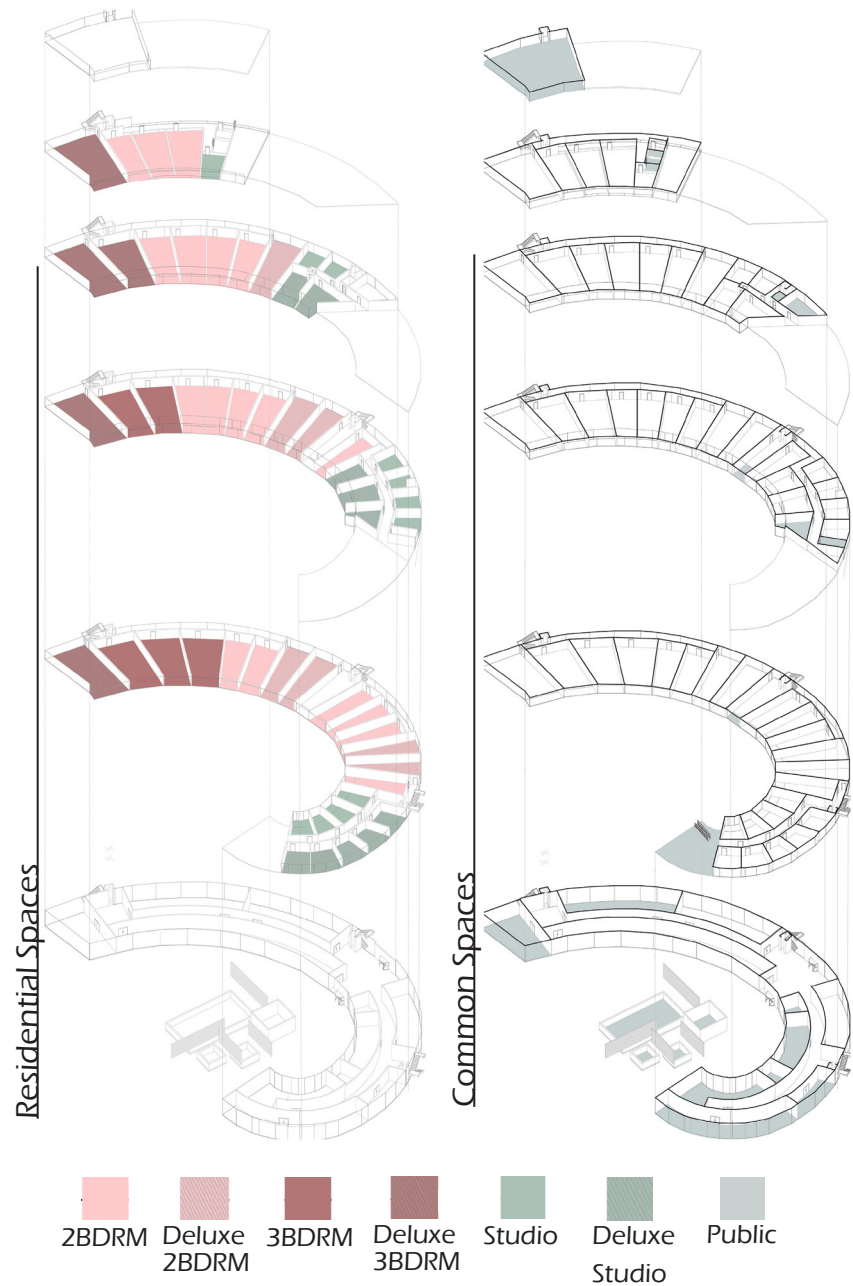 Residential Spaces
Common Spaces
2BDRM
Deluxe
2BDRM
3BDRM
Deluxe
3BDRM
Studio
Deluxe
Studio
Public